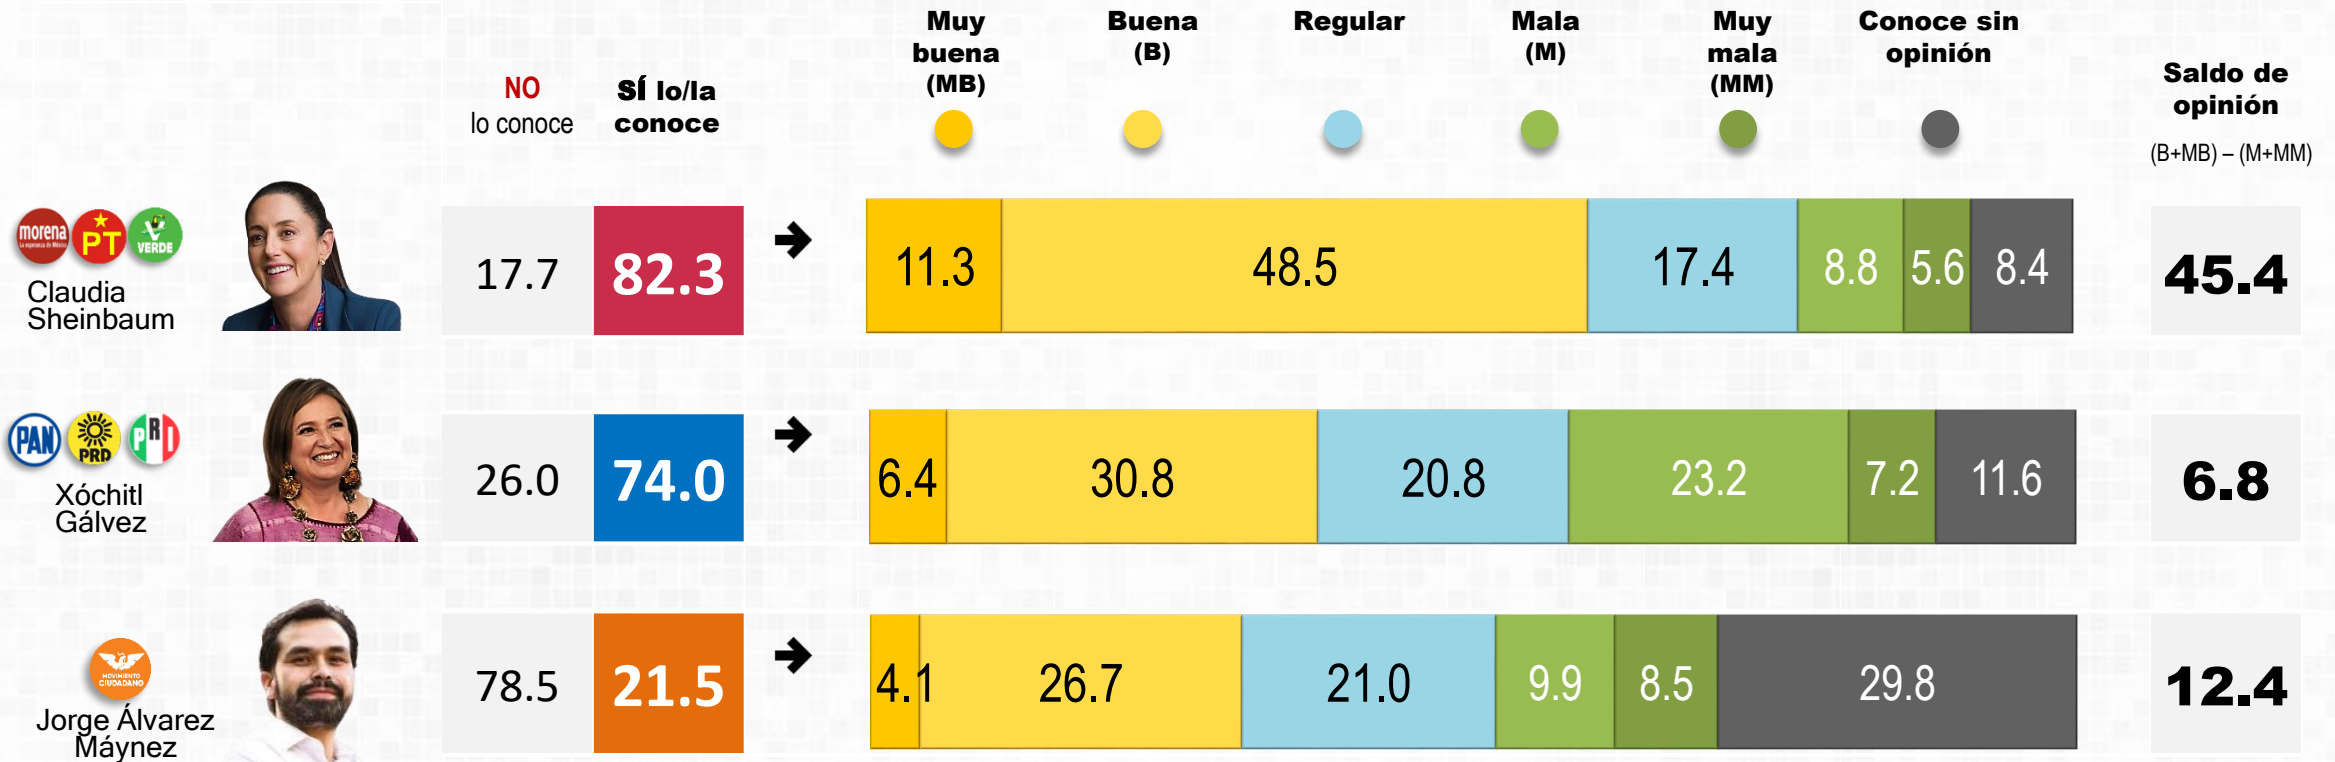 Muy
buena
(MB)
Buena
(B)
Regular
Mala
(M)
Muy
mala
(MM)
Conoce sin
opinión
NO
lo conoce
SÍ lo/la
conoce
Saldo de
opinión
(B+MB) – (M+MM)
morena
La esperanza de México
PT
VERDE
Claudia
Sheinbaum
17.7
82.3
11.3
48.5
17.4
8.8
5.6
8.4
45.4
PAN
PRD
PRI
Xóchitl
Gálvez
26.0
74.0
6.4
30.8
20.8
23.2
7.2
11.6
6.8
MOVIMIENTO
CIUDADANO
Jorge Álvarez
Máynez
78.5
21.5
4.1
26.7
21.0
9.9
8.5
29.8
12.4